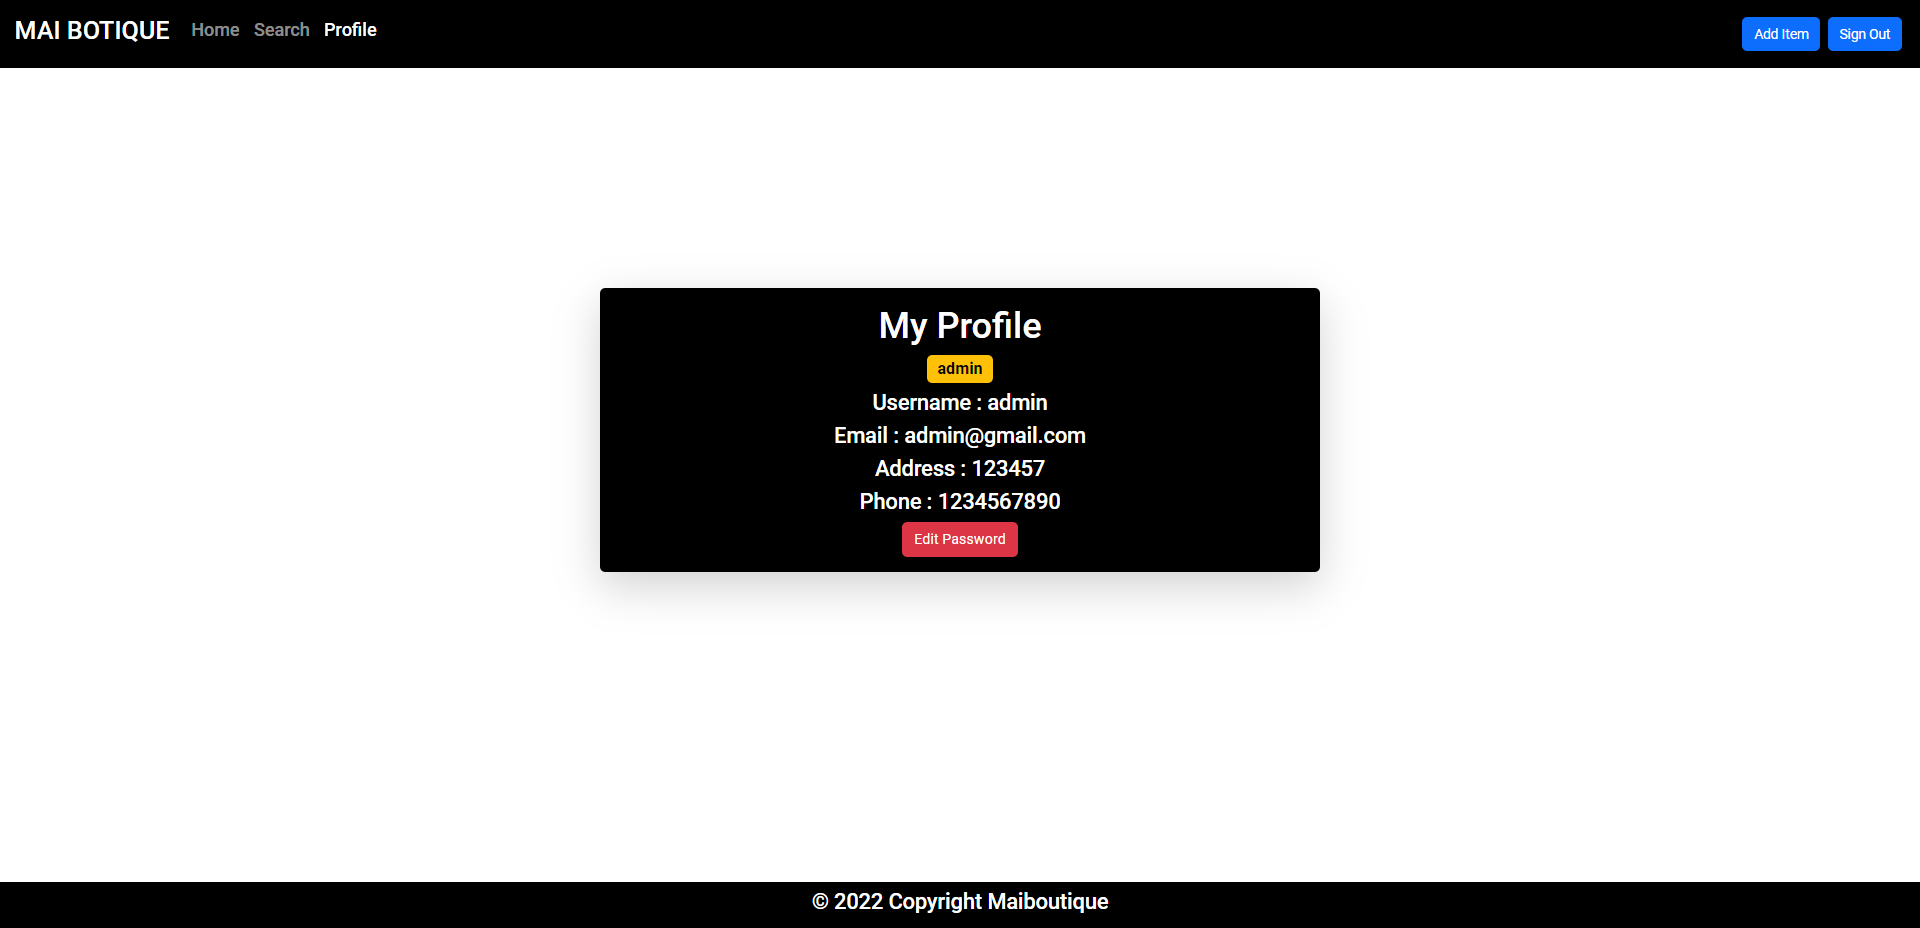 MAI BOTIQUE Home Search Profile Add Item Sign Out
My Profile
admin
Username : admin
Email : admin@gmail.com
Address : 123457
Phone : 1234567890
Edit Password
© 2022 Copyright Maiboutique